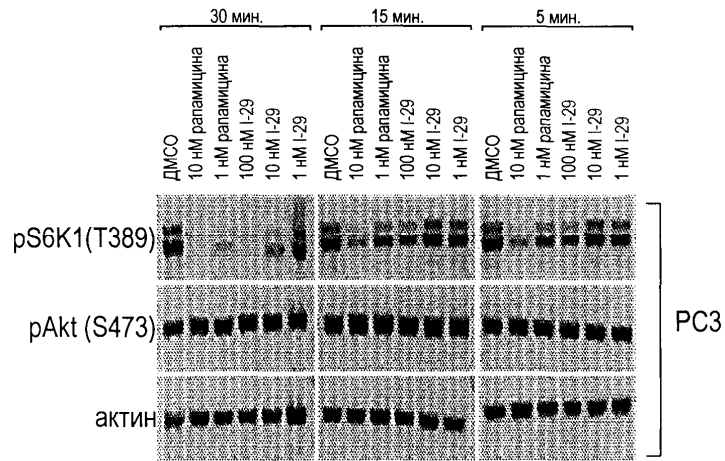 30 мин.
15 мин.
5 мин.
ДМСО
10 нМ рапамицина
1 нМ рапамицина
100 нМ I-29
10 нМ I-29
1 нМ I-29
ДМСО
10 нМ рапамицина
1 нМ рапамицина
100 нМ I-29
10 нМ I-29
1 нМ I-29
ДМСО
10 нМ рапамицина
1 нМ рапамицина
100 нМ I-29
10 нМ I-29
1 нМ I-29
pS6K1(T389)
pAkt (S473)
актин
PC3